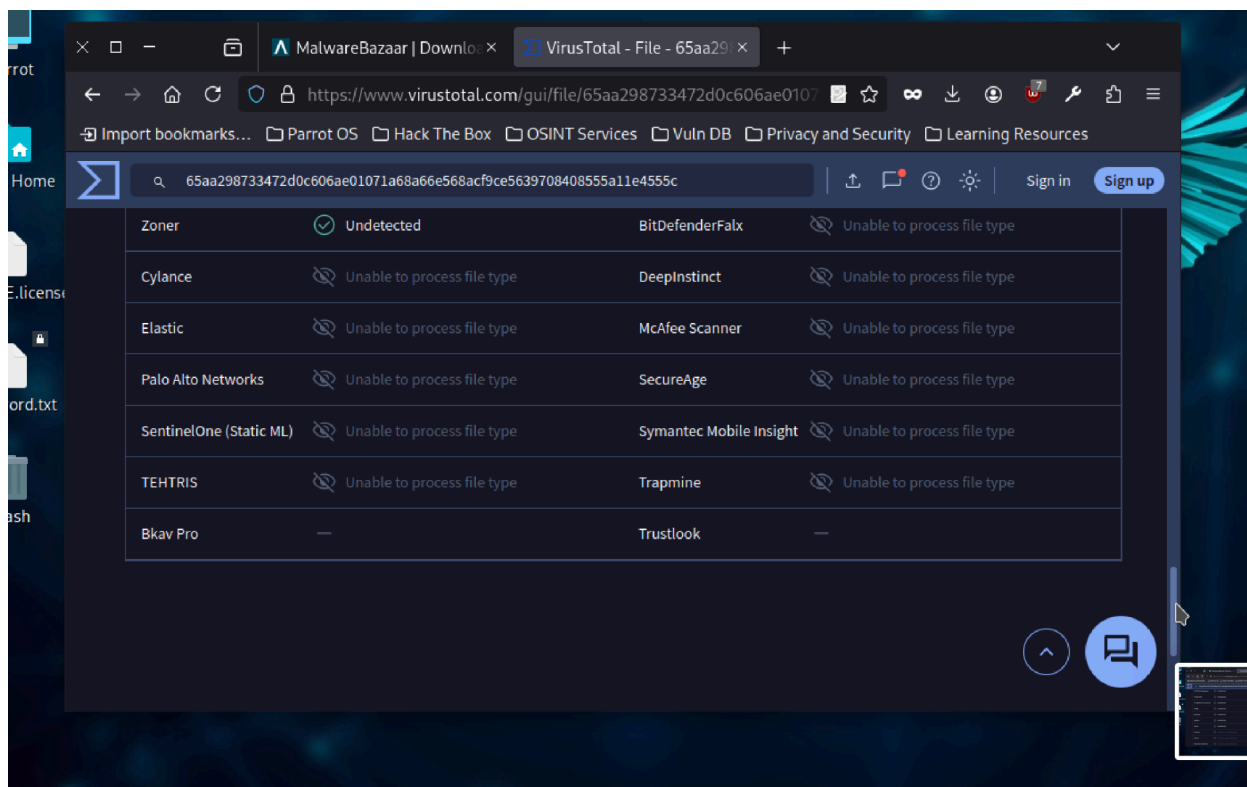 rrot
MalwareBazaar | Downloa
VirusTotal - File - 65aa29
https://www.virustotal.com/gui/file/65aa298733472d0c606ae0107
7
Import bookmarks...
Parrot OS
Hack The Box
OSINT Services
Vuln DB
Privacy and Security
Learning Resources
Home
65aa298733472d0c606ae01071a68a66e568acf9ce5639708408555a11e4555c
Sign in
Sign up
Zoner Undetected BitDefenderFalx Unable to process file type
Cylance Unable to process file type DeepInstinct Unable to process file type
E.license
Elastic Unable to process file type McAfee Scanner Unable to process file type
Palo Alto Networks Unable to process file type SecureAge Unable to process file type
ord.txt
SentinelOne (Static ML) Unable to process file type Symantec Mobile Insight Unable to process file type
TEHTRIS Unable to process file type Trapmine Unable to process file type
ash
Bkav Pro — Trustlook —